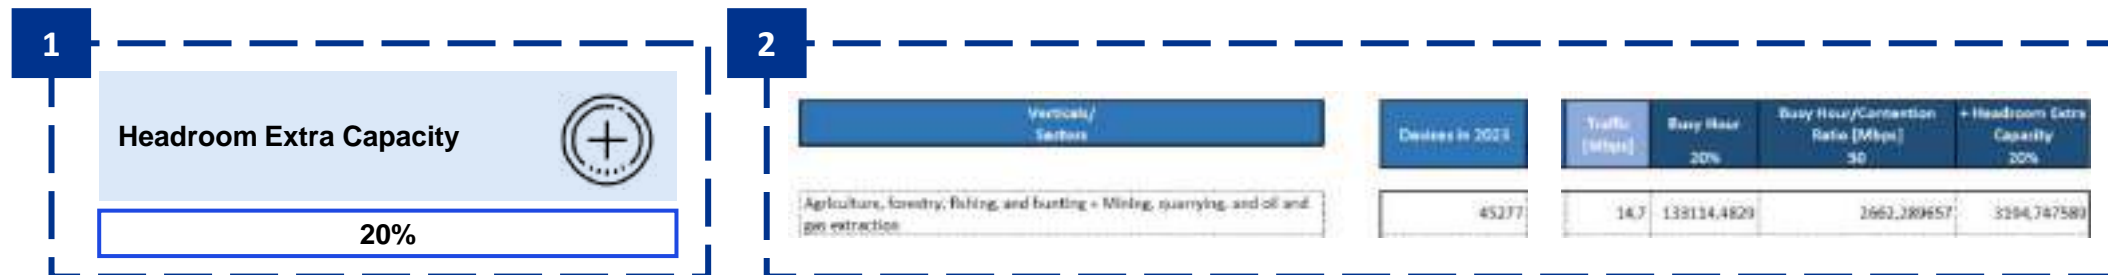 1
Headroom Extra Capacity
20%
2
Verticals/
Sectors
Devices in 2023
Traffic
[Mbps]
Busy Hour
20%
Busy Hour/Contention
Ratio [Mbps]
50
+ Headroom Extra
Capacity
20%
Agriculture, forestry, fishing, and hunting + Mining, quarrying, and oil and
gas extraction
45277
14,7
133114,4829
2662,289657
3194,747589